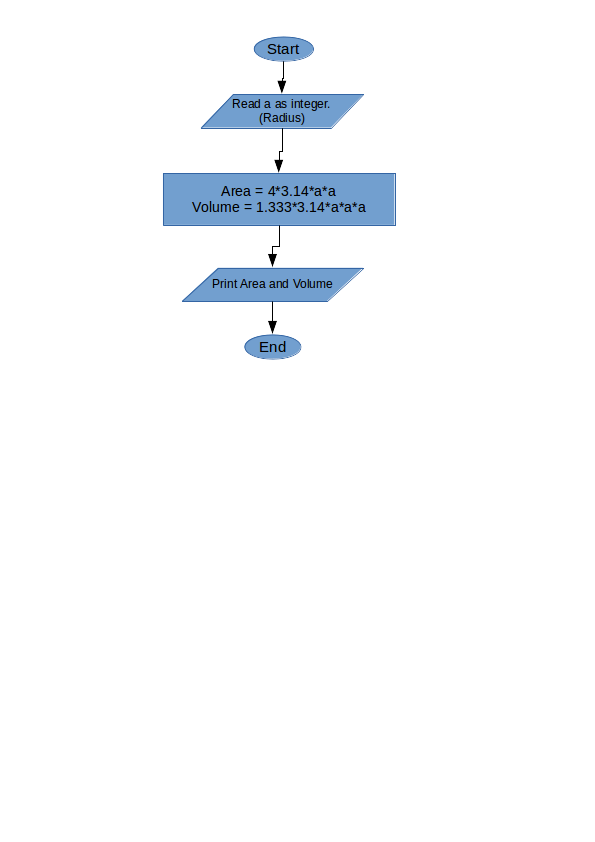 Start
Read a as integer.
(Radius)
Area = 4*3.14*a*a
Volume = 1.333*3.14*a*a*a
Print Area and Volume
End